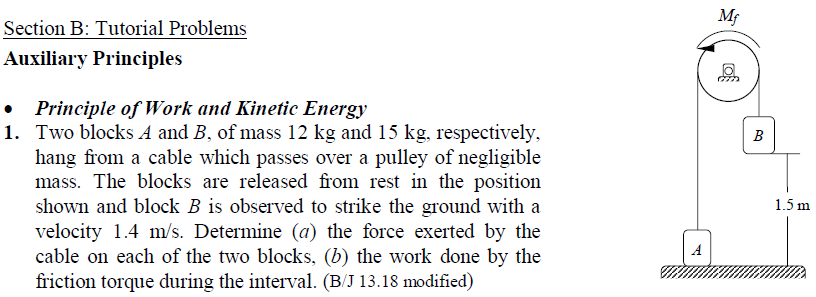 Section B: Tutorial Problems
Auxiliary Principles
• Principle of Work and Kinetic Energy
1. Two blocks A and B, of mass 12 kg and 15 kg, respectively,
hang from a cable which passes over a pulley of negligible
mass. The blocks are released from rest in the position
shown and block B is observed to strike the ground with a
velocity 1.4 m/s. Determine (a) the force exerted by the
cable on each of the two blocks, (b) the work done by the
friction torque during the interval. (B/J 13.18 modified)
Mf
B
1.5 m
A